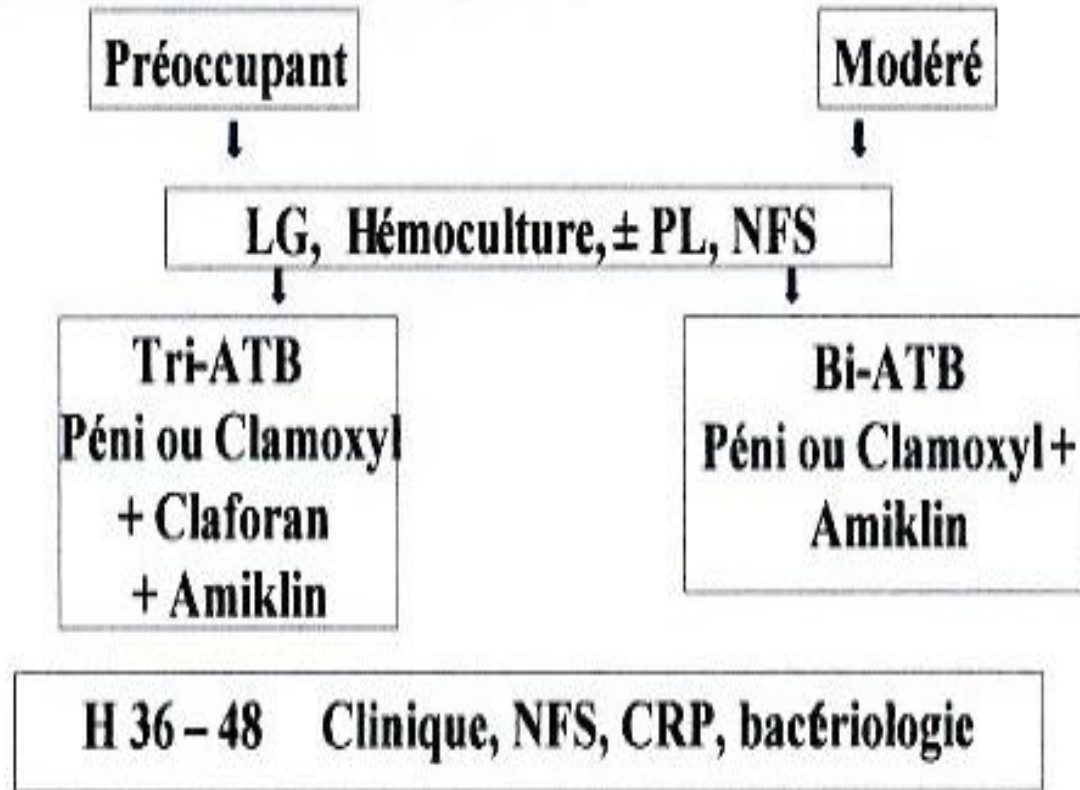 Préoccupant
Modéré
LG, Hémoculture, ± PL, NFS
Tri-ATB
Péni ou Clamoxyl
+ Claforan
+ Amiklin
Bi-ATB
Péni ou Clamoxyl +
Amiklin
H 36 – 48 Clinique, NFS, CRP, bactériologie